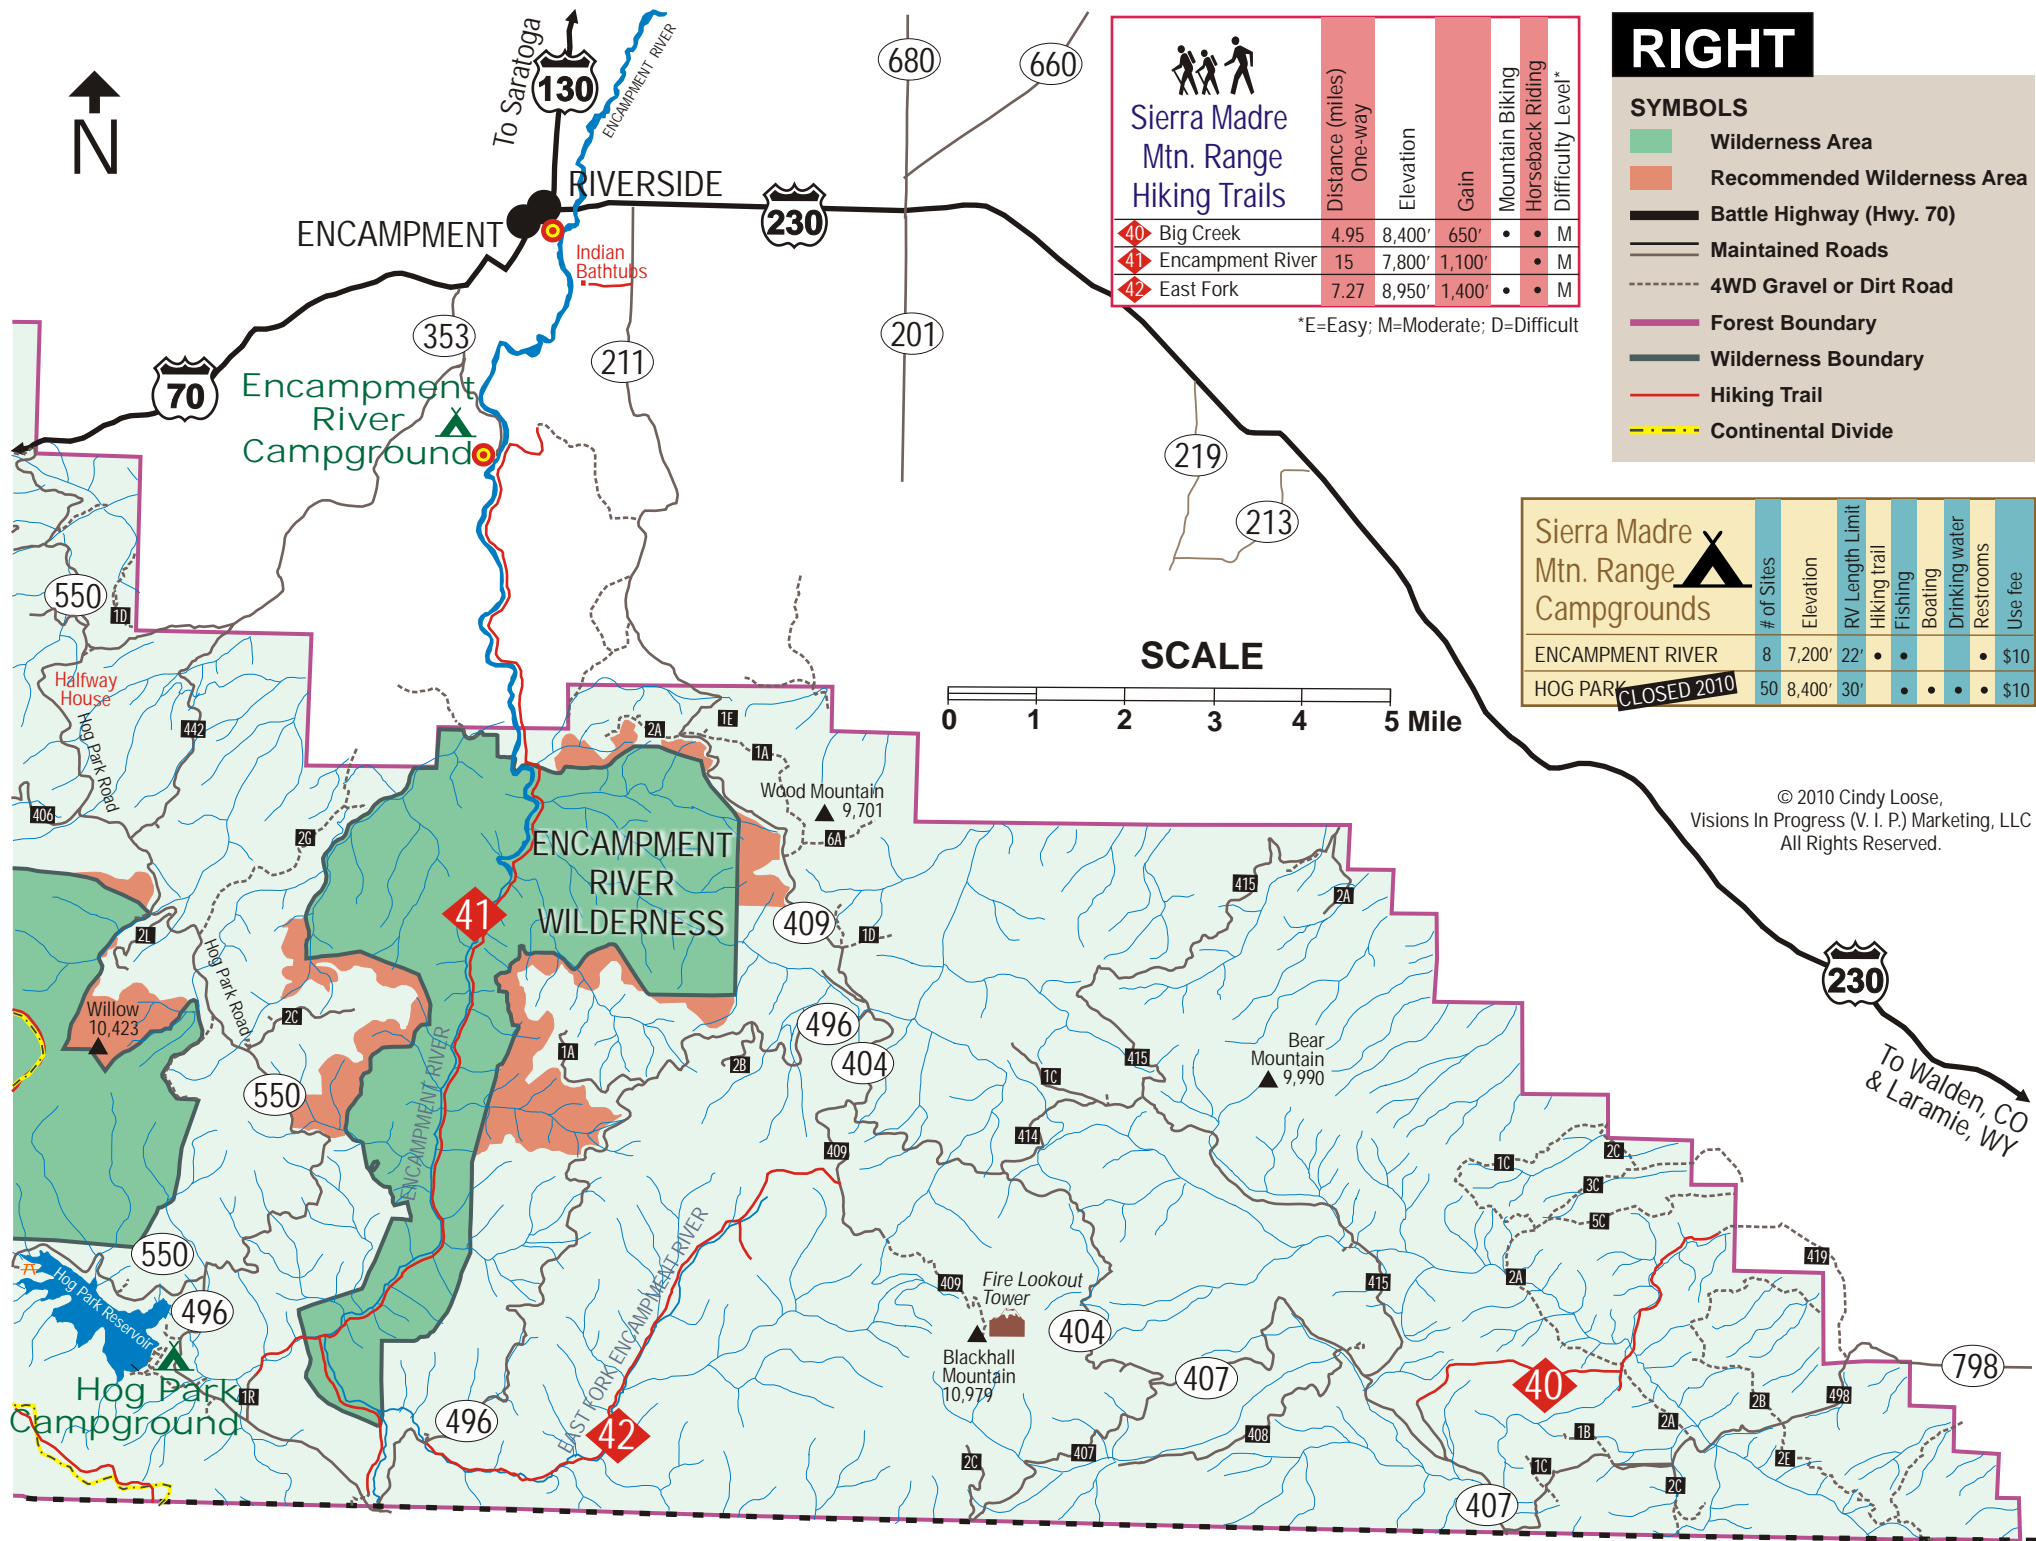 N
To Saratoga
130
ENCAMPMENT RIVER
680
660
RIVERSIDE
ENCAMPMENT
230
Indian
Bathtubs
353
211
201
70
Encampment
River
Campground
219
213
Sierra Madre
Mtn. Range
Hiking Trails
Distance (miles)
One-way
Elevation
Gain
Mountain Biking
Horseback Riding
Difficulty Level*
40 Big Creek 4.95 8,400' 650' • • M
41 Encampment River 15 7,800' 1,100' • M
42 East Fork 7.27 8,950' 1,400' • • M
*E=Easy; M=Moderate; D=Difficult
RIGHT
SYMBOLS
Wilderness Area
Recommended Wilderness Area
Battle Highway (Hwy. 70)
Maintained Roads
4WD Gravel or Dirt Road
Forest Boundary
Wilderness Boundary
Hiking Trail
Continental Divide
Sierra Madre
Mtn. Range
Campgrounds
# of Sites
Elevation
RV Length Limit
Hiking trail
Fishing
Boating
Drinking water
Restrooms
Use fee
ENCAMPMENT RIVER 8 7,200' 22' • • • $10
HOG PARK CLOSED 2010 50 8,400' 30' • • • • $10
SCALE
0 1 2 3 4 5 Mile
© 2010 Cindy Loose,
Visions In Progress (V. I. P.) Marketing, LLC
All Rights Reserved.
550
1D
Halfway
House
Hog Park Road
442
406
2G
2A
1E
1A
Wood Mountain
9,701
6A
ENCAMPMENT
RIVER
WILDERNESS
41
409
1D
415
2A
2L
Hog Park Road
Willow
10,423
2C
550
ENCAMPMENT RIVER
1A
2B
496
404
1C
415
Bear
Mountain
9,990
230
To Walden, CO
& Laramie, WY
414
409
1C
2C
3C
5C
550
Hog Park Reservoir
496
Hog Park
Campground
1R
EAST FORK ENCAMPMENT RIVER
496
42
409
Fire Lookout
Tower
Blackhall
Mountain
10,979
404
407
415
2A
419
40
798
408
407
2C
1B
2A
2B
498
1C
2E
2C
407